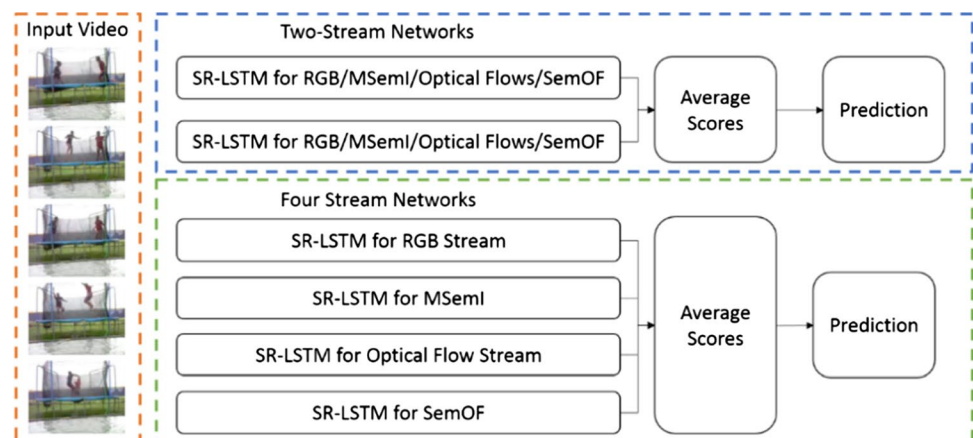 Input Video
Two-Stream Networks
SR-LSTM for RGB/MSemI/Optical Flows/SemOF
SR-LSTM for RGB/MSemI/Optical Flows/SemOF
Average
Scores
Prediction
Four Stream Networks
SR-LSTM for RGB Stream
SR-LSTM for MSemI
SR-LSTM for Optical Flow Stream
SR-LSTM for SemOF
Average
Scores
Prediction